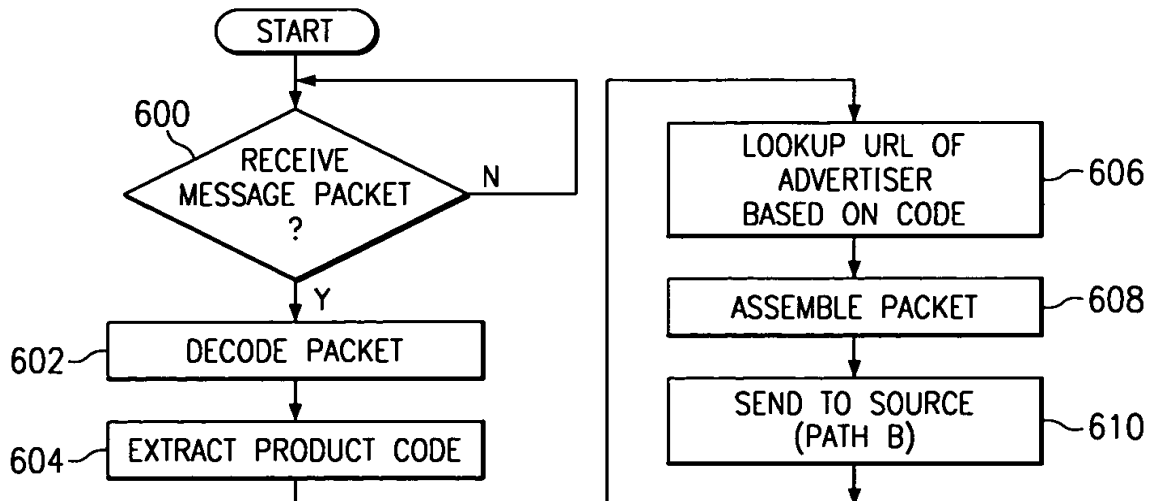 START
600
RECEIVE
MESSAGE PACKET
?
N
Y
602
DECODE PACKET
604
EXTRACT PRODUCT CODE
LOOKUP URL OF
ADVERTISER
BASED ON CODE
606
ASSEMBLE PACKET
608
SEND TO SOURCE
(PATH B)
610